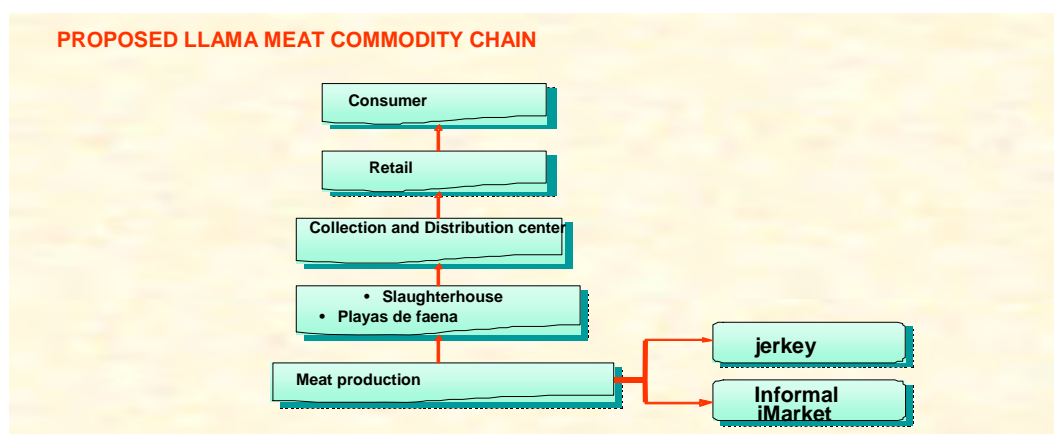 PROPOSED LLAMA MEAT COMMODITY CHAIN
Consumer
Retail
Collection and Distribution center
• Slaughterhouse
• Playas de faena
Meat production
jerkey
Informal
iMarket